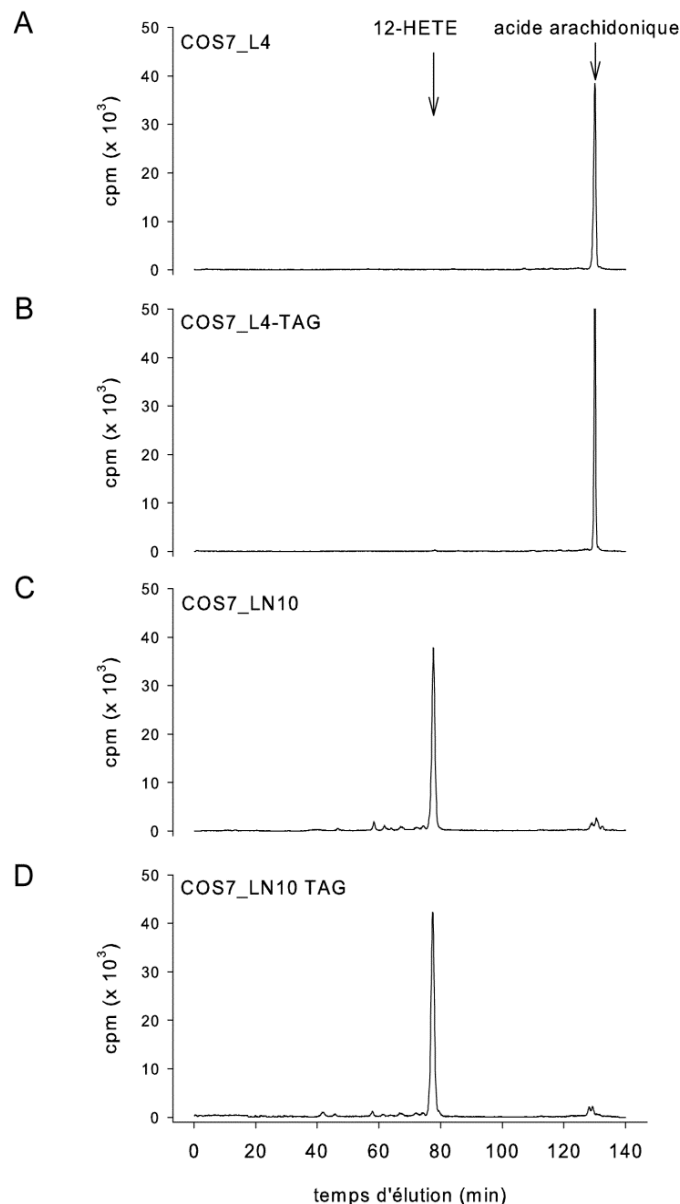 A
COS7_L4
12-HETE
acide arachidonique
50
40
30
20
10
0
cpm (x 10³)
B
COS7_L4-TAG
50
40
30
20
10
0
cpm (x 10³)
C
COS7_LN10
50
40
30
20
10
0
cpm (x 10³)
D
COS7_LN10 TAG
50
40
30
20
10
0
cpm (x 10³)
0 20 40 60 80 100 120 140
temps d'élution (min)